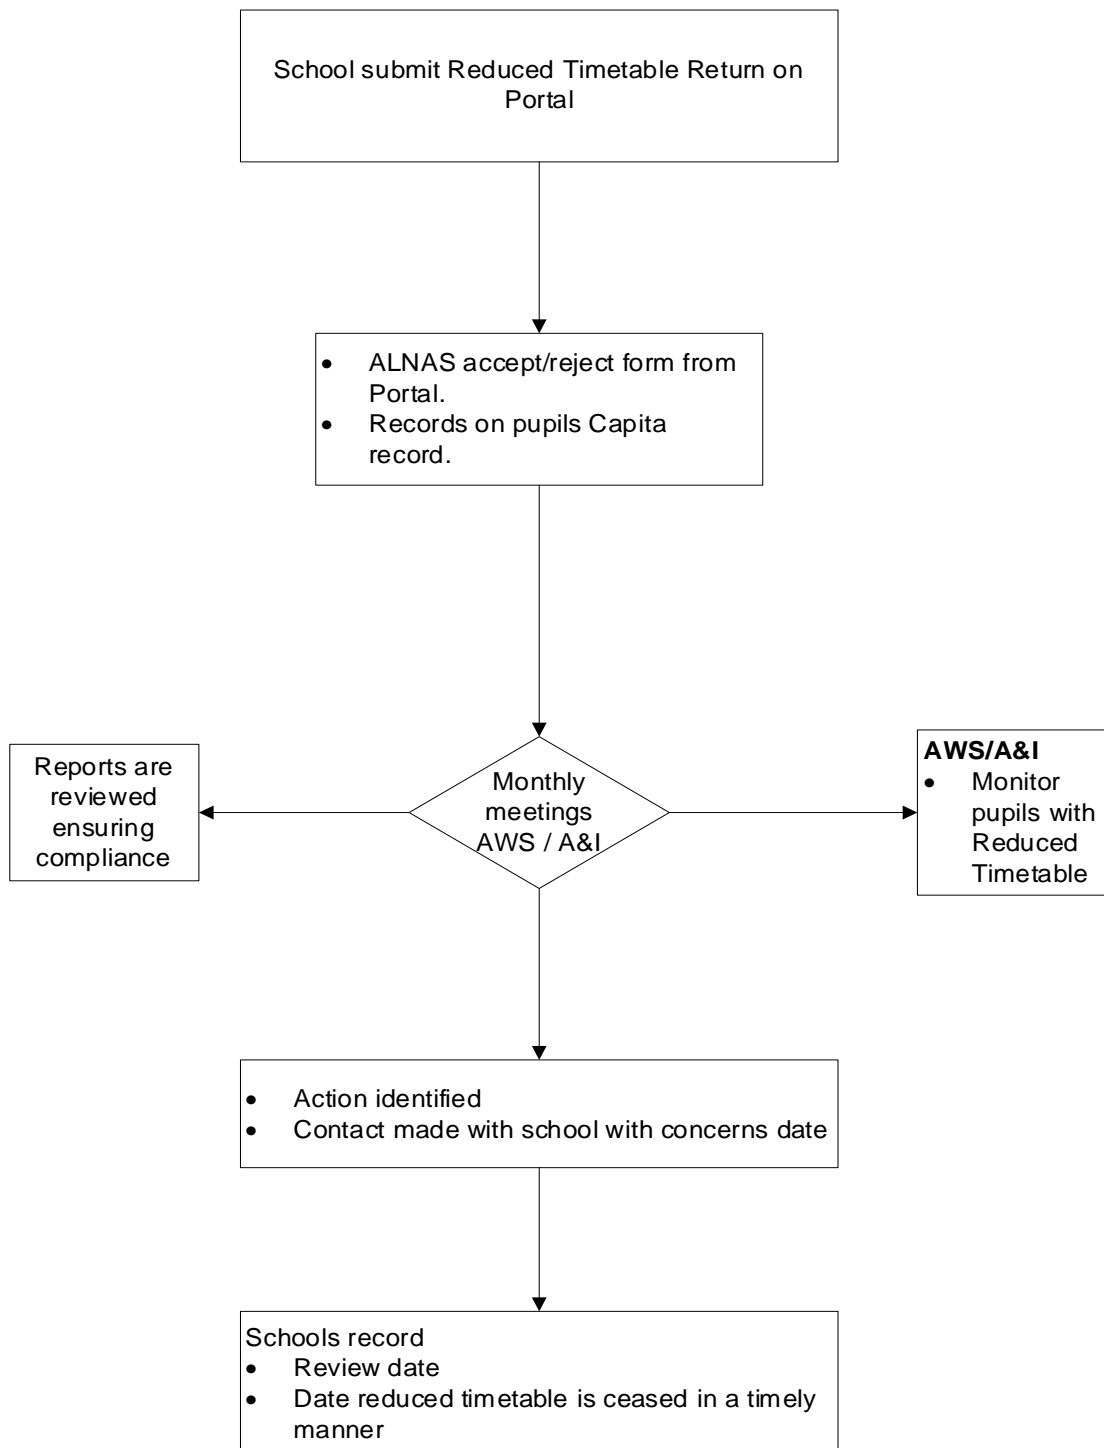 School submit Reduced Timetable Return on
Portal
• ALNAS accept/reject form from
Portal.
• Records on pupils Capita
record.
Reports are
reviewed
ensuring
compliance
Monthly
meetings
AWS / A&I
AWS/A&I
• Monitor
pupils with
Reduced
Timetable
• Action identified
• Contact made with school with concerns date
Schools record
• Review date
• Date reduced timetable is ceased in a timely
manner